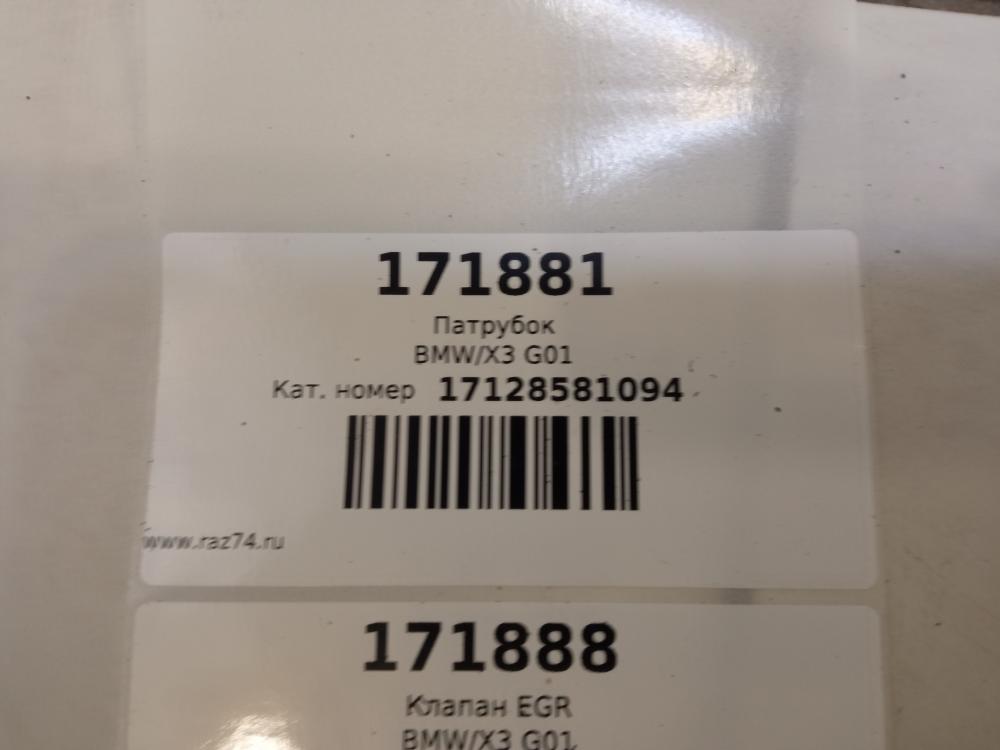 171881
Патрубок
BMW/X3 G01
Кат. номер 17128581094
www.raz74.ru
171888
Клапан EGR
BMW/X3 G01